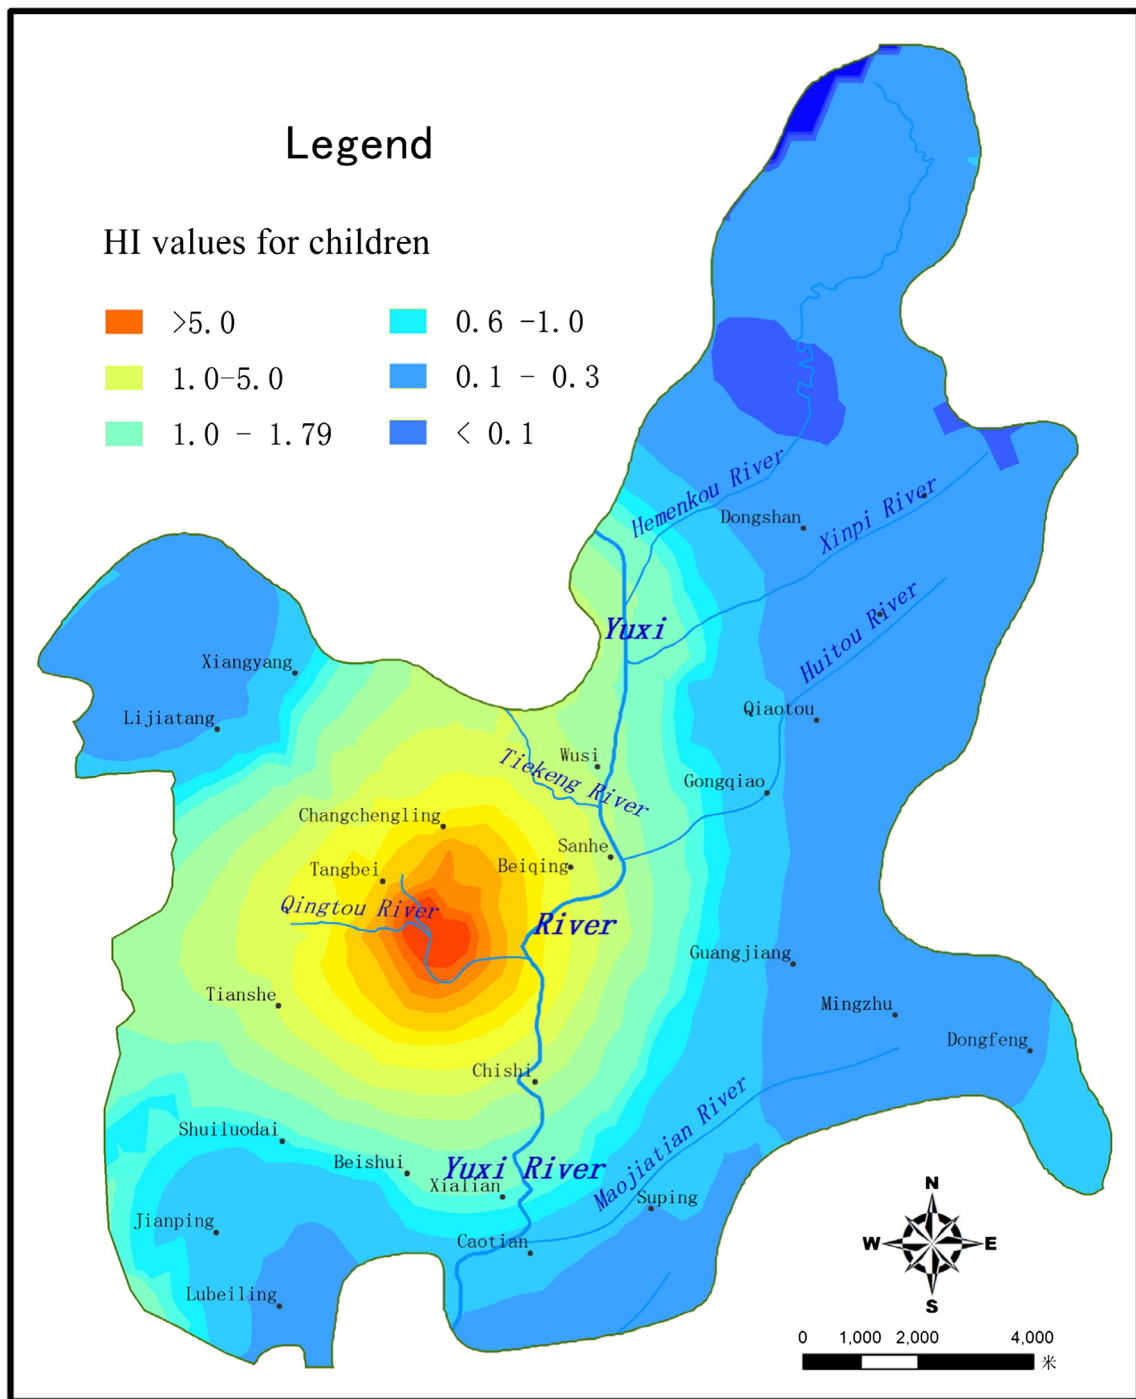 Legend
HI values for children
>5.0
0.6 -1.0
1.0-5.0
0.1 - 0.3
1.0 - 1.79
< 0.1
Hemenkou River
Dongshan
Xinpi River
Yuxi
Huitou River
Xiangyang
Lijiatang
Qiaotou
Wusi
Tiekeng River
Gongqiao
Changchengling
Sanhe
Beiqing
Tangbei
Qingtou River
River
Guangjiang
Tianshe
Mingzhu
Dongfeng
Chishi
Maojiatian River
Shuiluodai
Beishui
Yuxi River
Xialian
Suping
Jianping
Caotian
Lubeiling
N
W
E
S
0 1,000 2,000 4,000
米